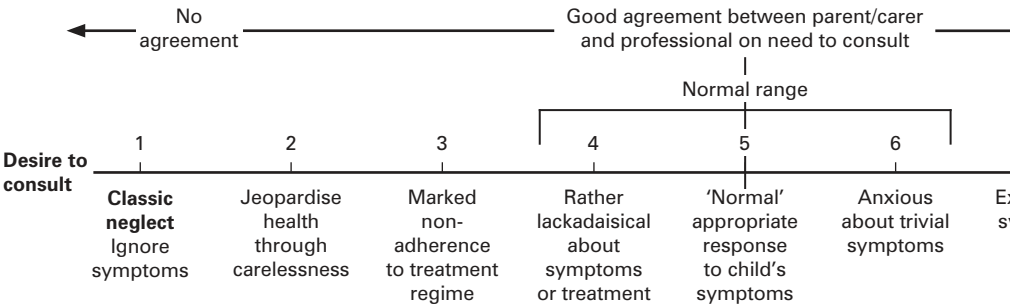 No
agreement
Good agreement between parent/carer
and professional on need to consult
Normal range
Desire to
consult
1
2
3
4
5
6
Classic
neglect
Ignore
symptoms
Jeopardise
health
through
carelessness
Marked
non-
adherence
to treatment
regime
Rather
lackadaisical
about
symptoms
or treatment
'Normal'
appropriate
response
to child's
symptoms
Anxious
about trivial
symptoms